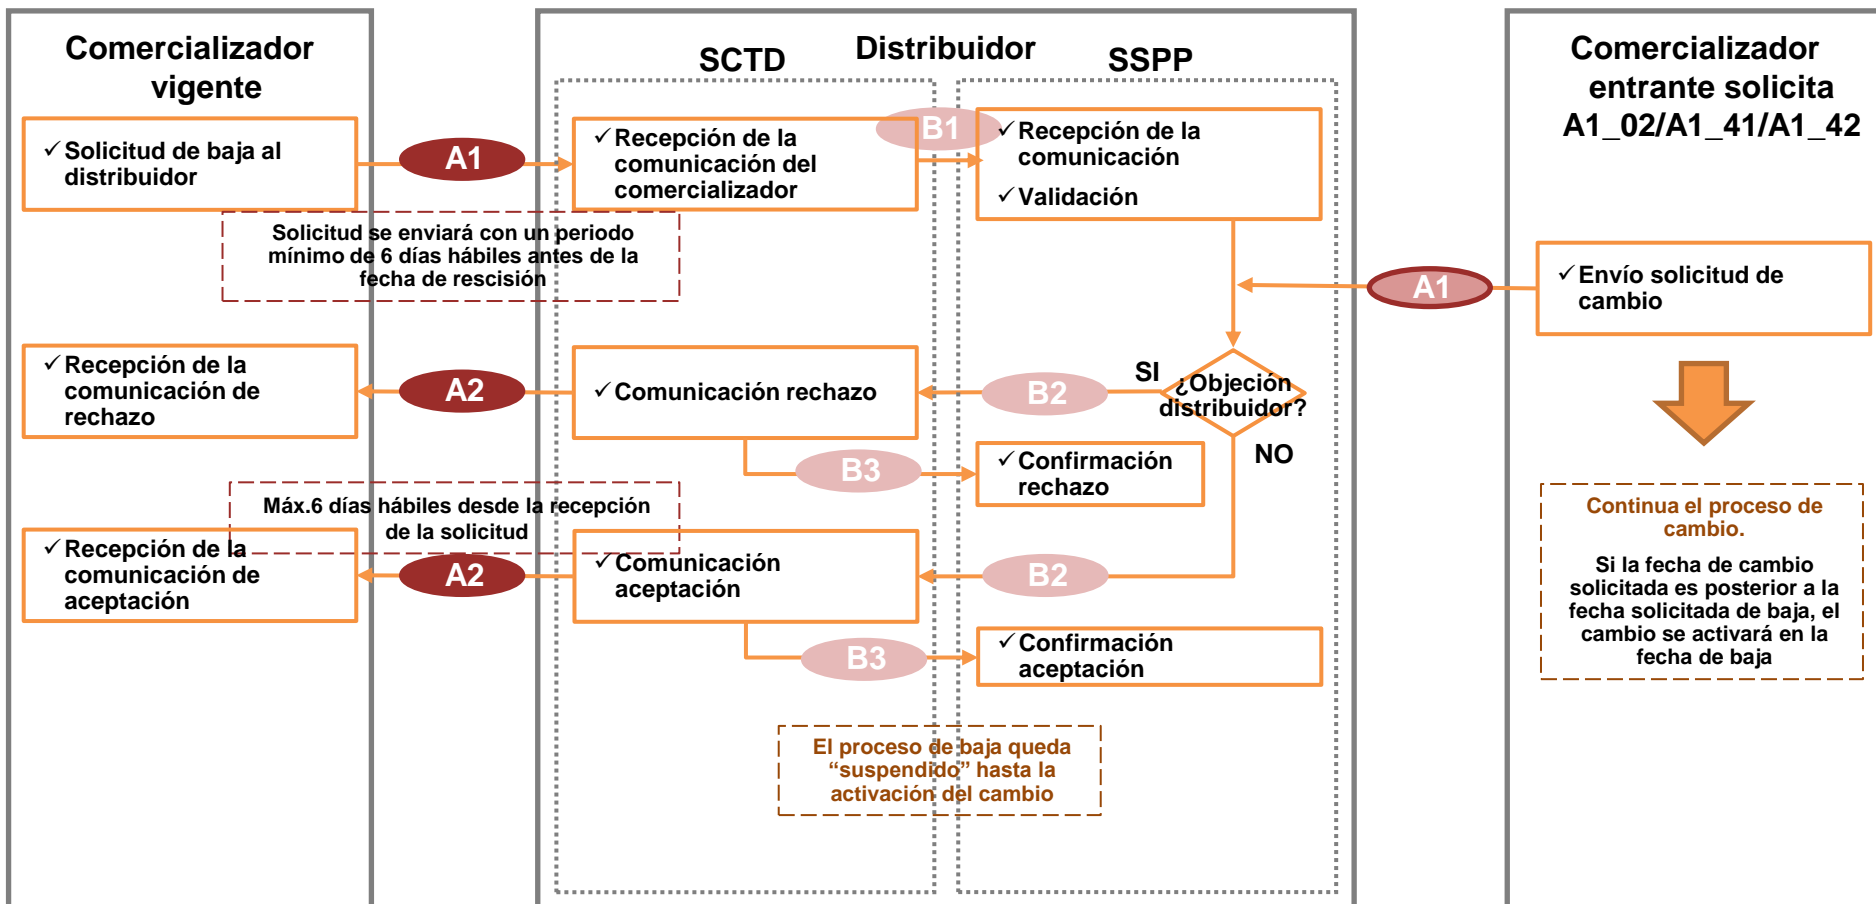 Comercializador
vigente
Solicitud de baja al
distribuidor
A1
Solicitud se enviará con un periodo
mínimo de 6 días hábiles antes de la
fecha de rescisión
Recepción de la
comunicación de
rechazo
A2
Máx.6 días hábiles desde la recepción
de la solicitud
Recepción de la
comunicación de
aceptación
A2
Distribuidor
SCTD
SSPP
Recepción de la
comunicación del
comercializador
B1
Recepción de la
comunicación
Validación
Comunicación rechazo
B2
SI
¿Objeción
distribuidor?
NO
B3
Confirmación
rechazo
Comunicación
aceptación
B2
B3
Confirmación
aceptación
El proceso de baja queda
“suspendido” hasta la
activación del cambio
Comercializador
entrante solicita
A1_02/A1_41/A1_42
A1
Envío solicitud de
cambio
Continua el proceso de
cambio.
Si la fecha de cambio
solicitada es posterior a la
fecha solicitada de baja, el
cambio se activará en la
fecha de baja